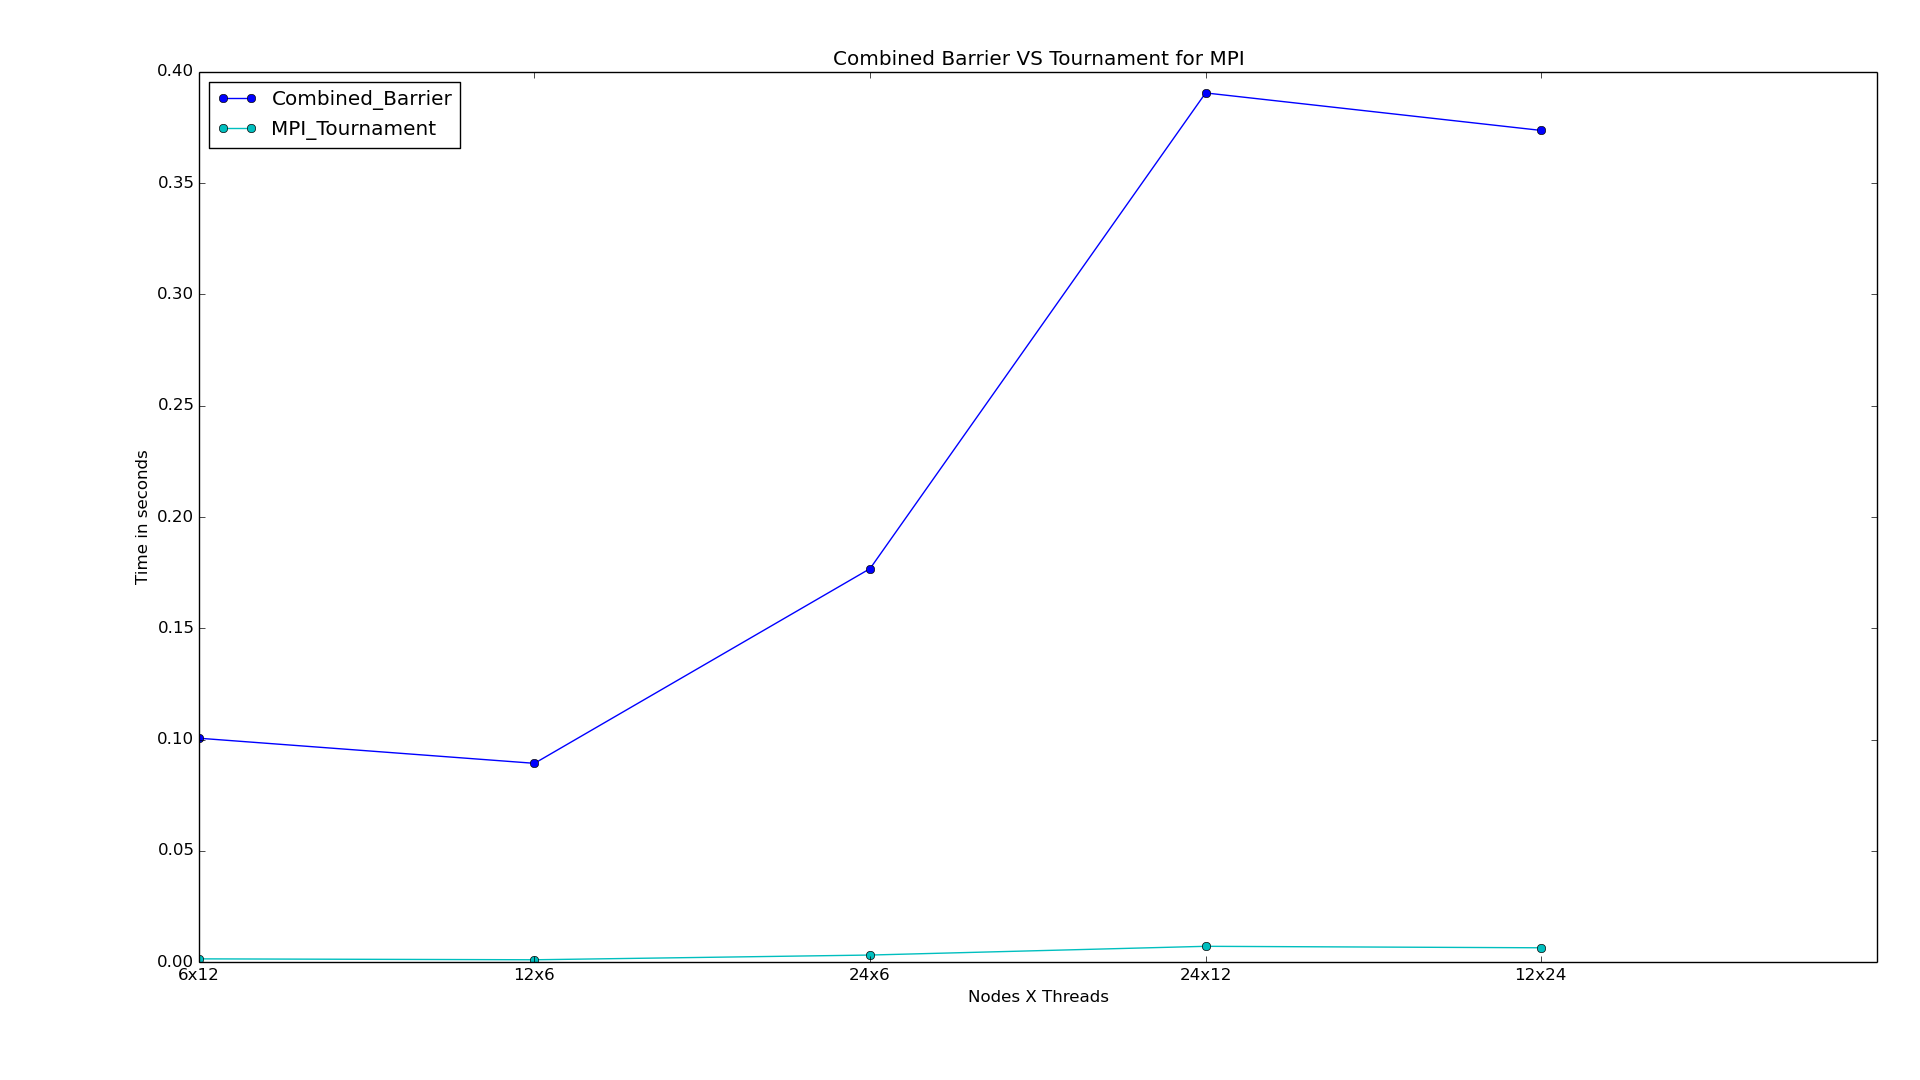 Combined Barrier VS Tournament for MPI
Combined_Barrier
MPI_Tournament
0.40
0.35
0.30
0.25
0.20
0.15
0.10
0.05
0.00
Time in seconds
6x12 12x6 24x6 24x12 12x24
Nodes X Threads